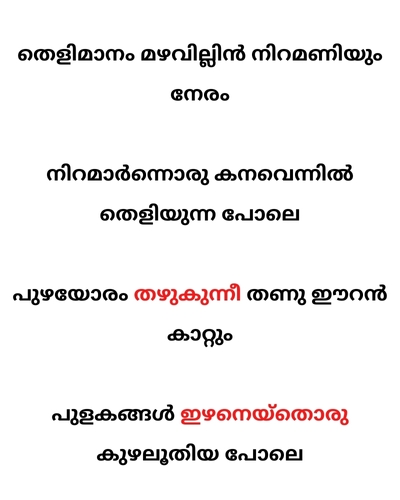 തെളിമാനം മഴവില്ലിൻ നിറമണിയും
നേരം
നിറമാർന്നൊരു കനവെന്നിൽ
തെളിയുന്ന പോലെ
പുഴയോരം തഴുകുന്നീ തണു ഈറൻ
കാറ്റും
പുളകങ്ങൾ ഇഴനെയ്തൊരു
കുഴലൂതിയ പോലെ